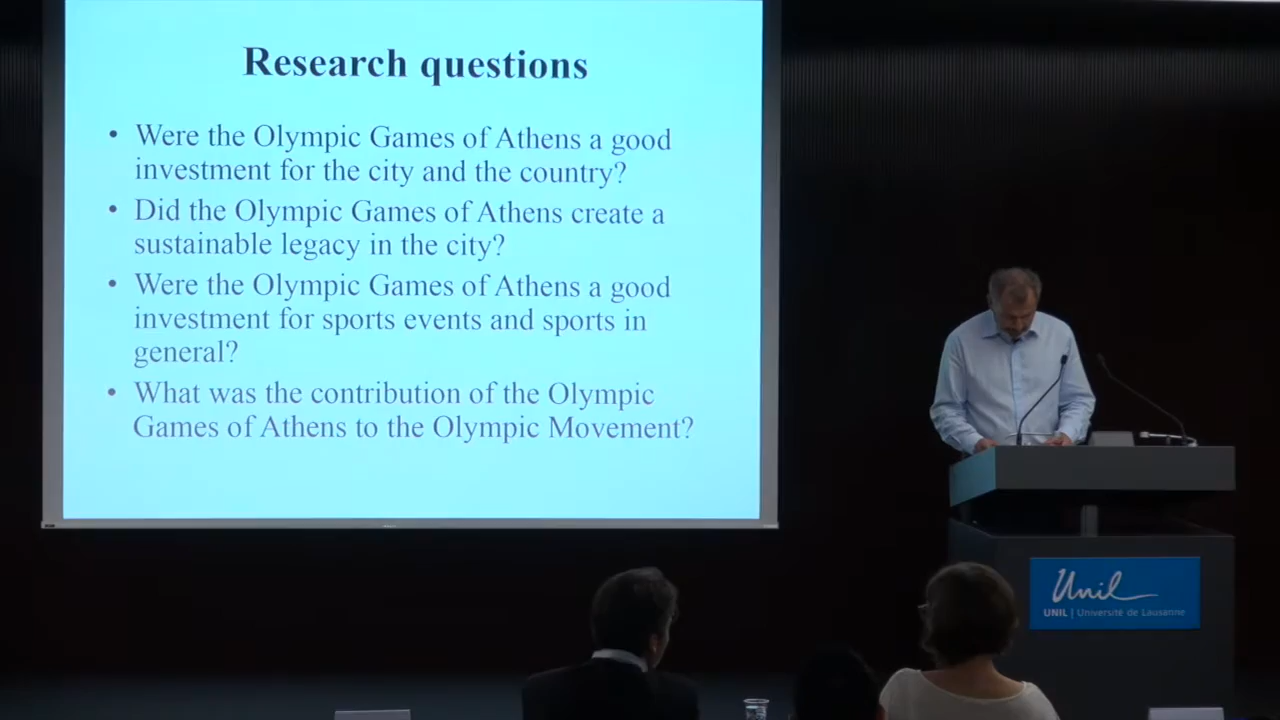 Research questions
• Were the Olympic Games of Athens a good
investment for the city and the country?
• Did the Olympic Games of Athens create a
sustainable legacy in the city?
• Were the Olympic Games of Athens a good
investment for sports events and sports in
general?
• What was the contribution of the Olympic
Games of Athens to the Olympic Movement?
Unil
UNIL | Université de Lausanne